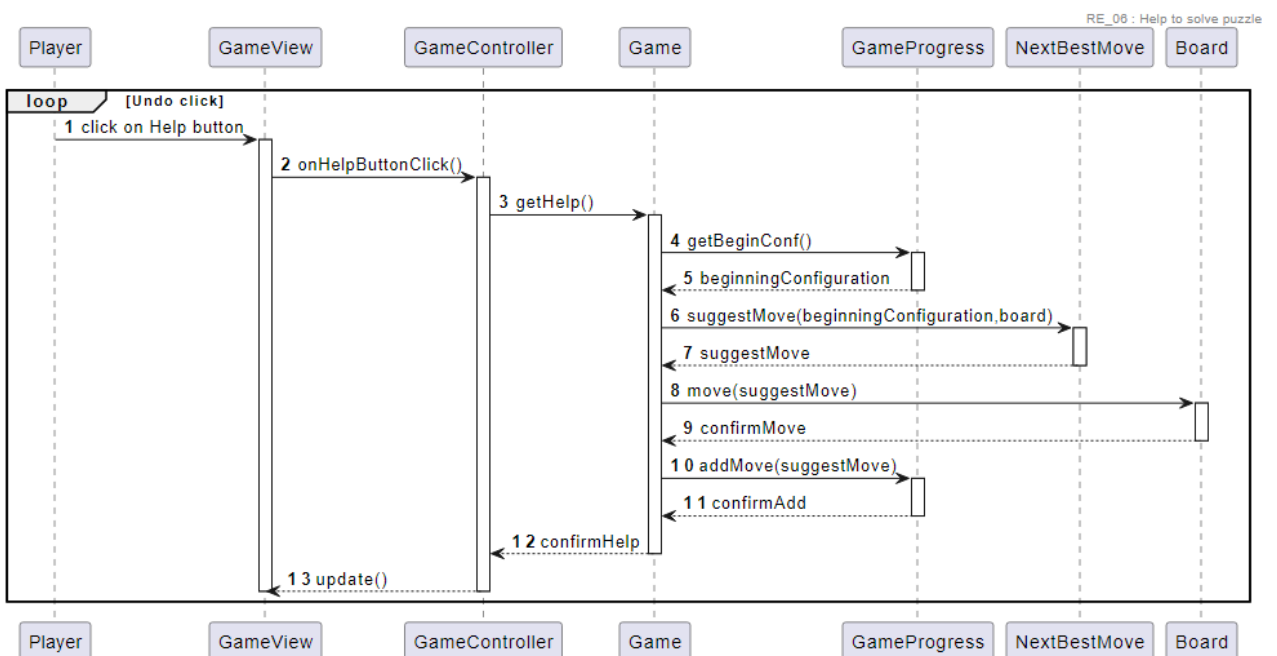 RE_06 : Help to solve puzzle
Player GameView GameController Game GameProgress NextBestMove Board
loop [Undo click]
1 click on Help button
2 onHelpButtonClick()
3 getHelp()
4 getBeginConf()
5 beginningConfiguration
6 suggestMove(beginningConfiguration,board)
7 suggestMove
8 move(suggestMove)
9 confirmMove
10 addMove(suggestMove)
11 confirmAdd
12 confirmHelp
13 update()
Player GameView GameController Game GameProgress NextBestMove Board